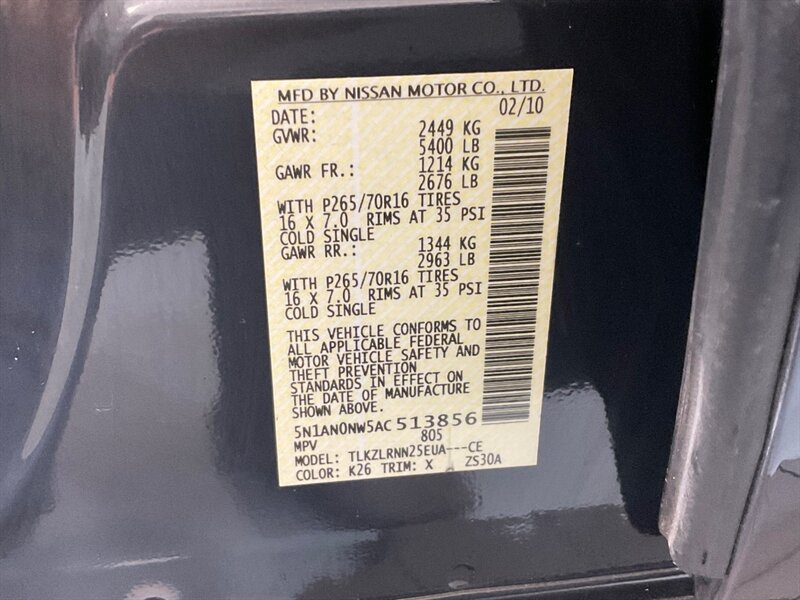 MFD BY NISSAN MOTOR CO., LTD.
DATE: 02/10
GVWR: 2449 KG
5400 LB
GAWR FR.: 1214 KG
2676 LB
WITH P265/70R16 TIRES
16 X 7.0 RIMS AT 35 PSI
COLD SINGLE
GAWR RR.: 1344 KG
2963 LB
WITH P265/70R16 TIRES
16 X 7.0 RIMS AT 35 PSI
COLD SINGLE
THIS VEHICLE CONFORMS TO
ALL APPLICABLE FEDERAL
MOTOR VEHICLE SAFETY AND
THEFT PREVENTION
STANDARDS IN EFFECT ON
THE DATE OF MANUFACTURE
SHOWN ABOVE.
5N1AN0NW5AC513856
MPV 805
MODEL: TLKZLRNN25EUA---CE
COLOR: K26 TRIM: X ZS30A